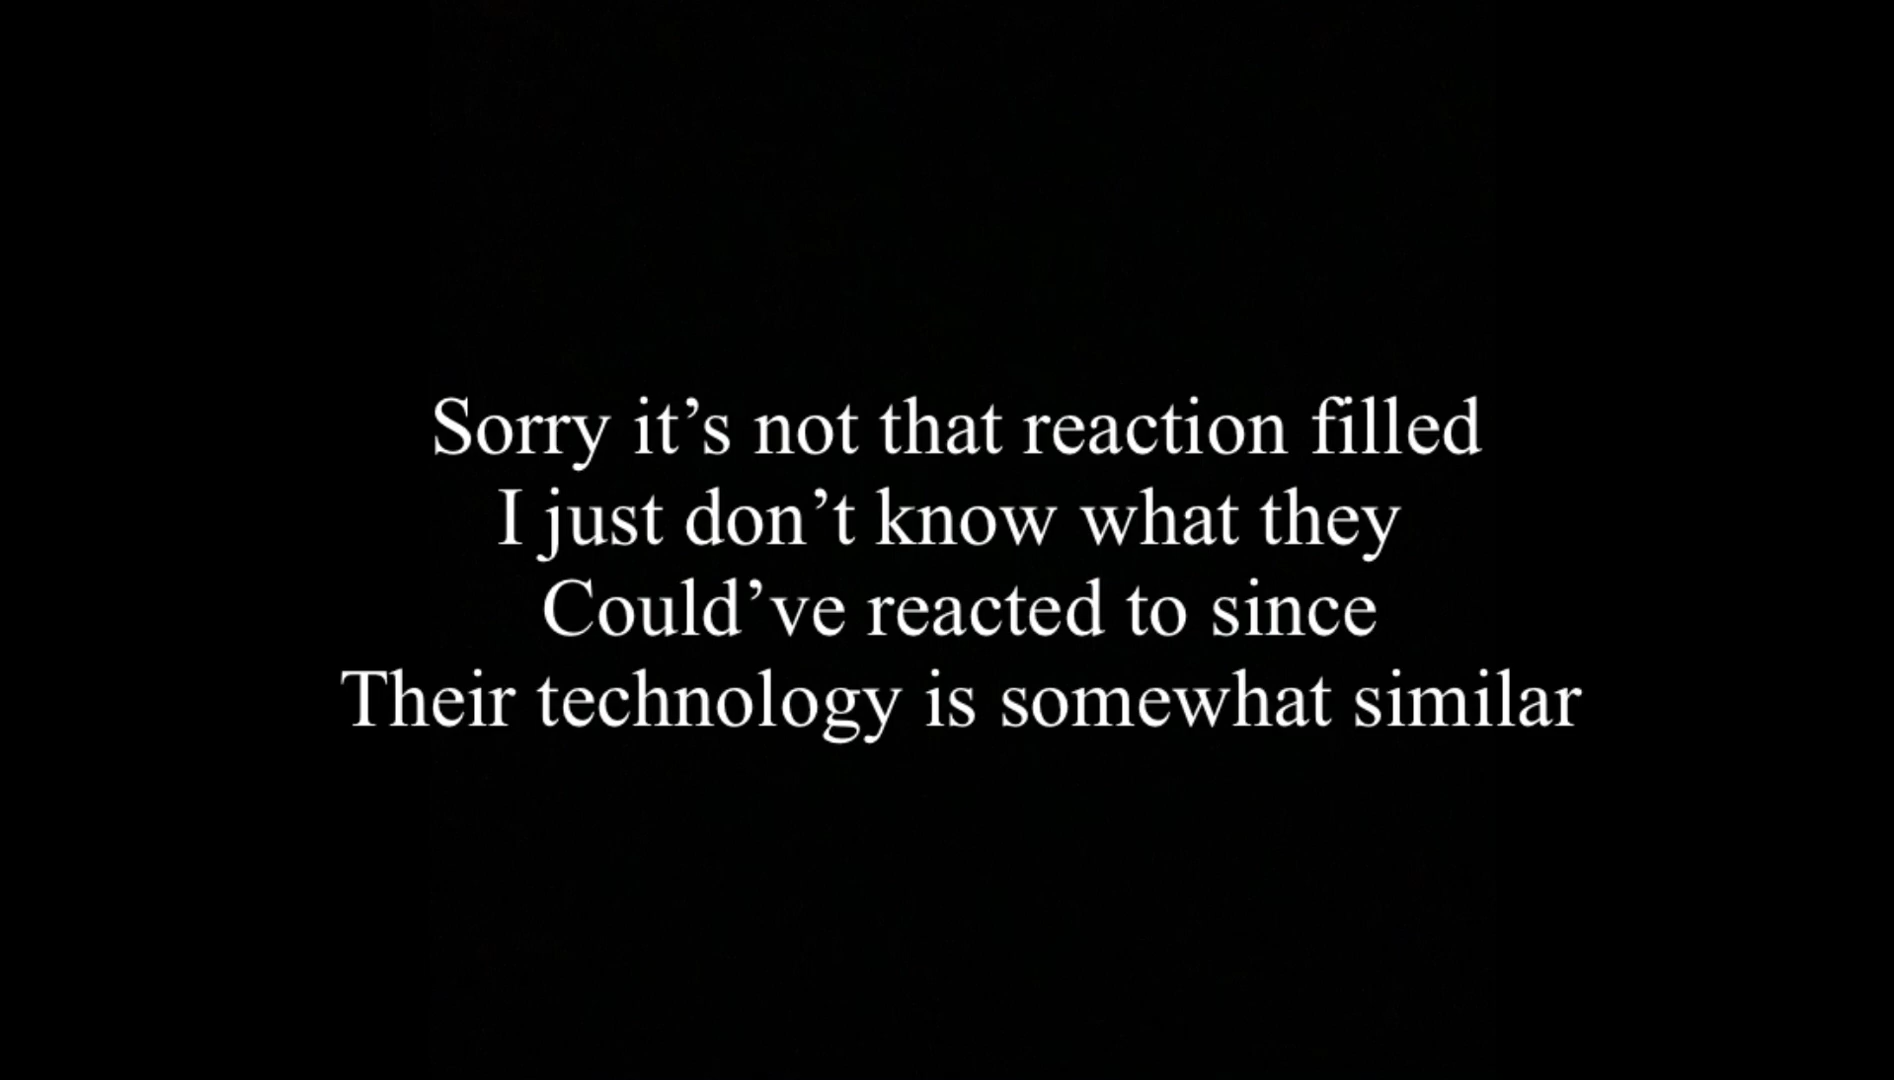 Sorry it’s not that reaction filled
I just don’t know what they
Could’ve reacted to since
Their technology is somewhat similar